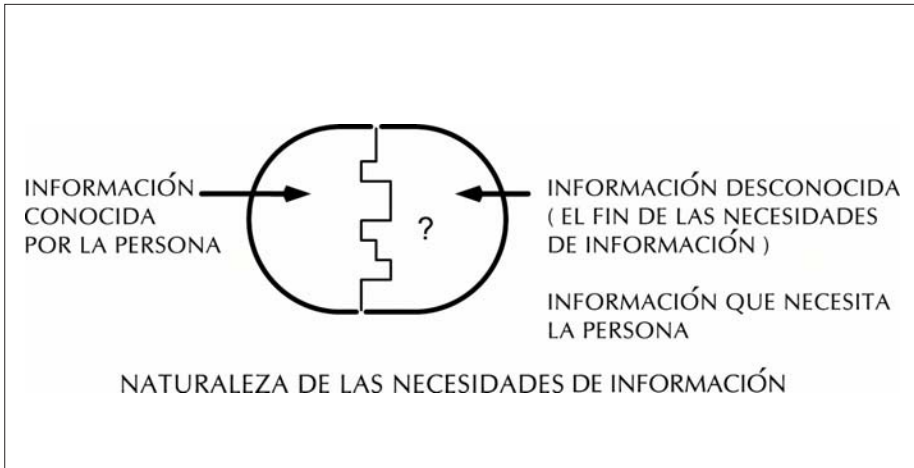 INFORMACIÓN
CONOCIDA
POR LA PERSONA
?
INFORMACIÓN DESCONOCIDA
( EL FIN DE LAS NECESIDADES
DE INFORMACIÓN )
INFORMACIÓN QUE NECESITA
LA PERSONA
NATURALEZA DE LAS NECESIDADES DE INFORMACIÓN